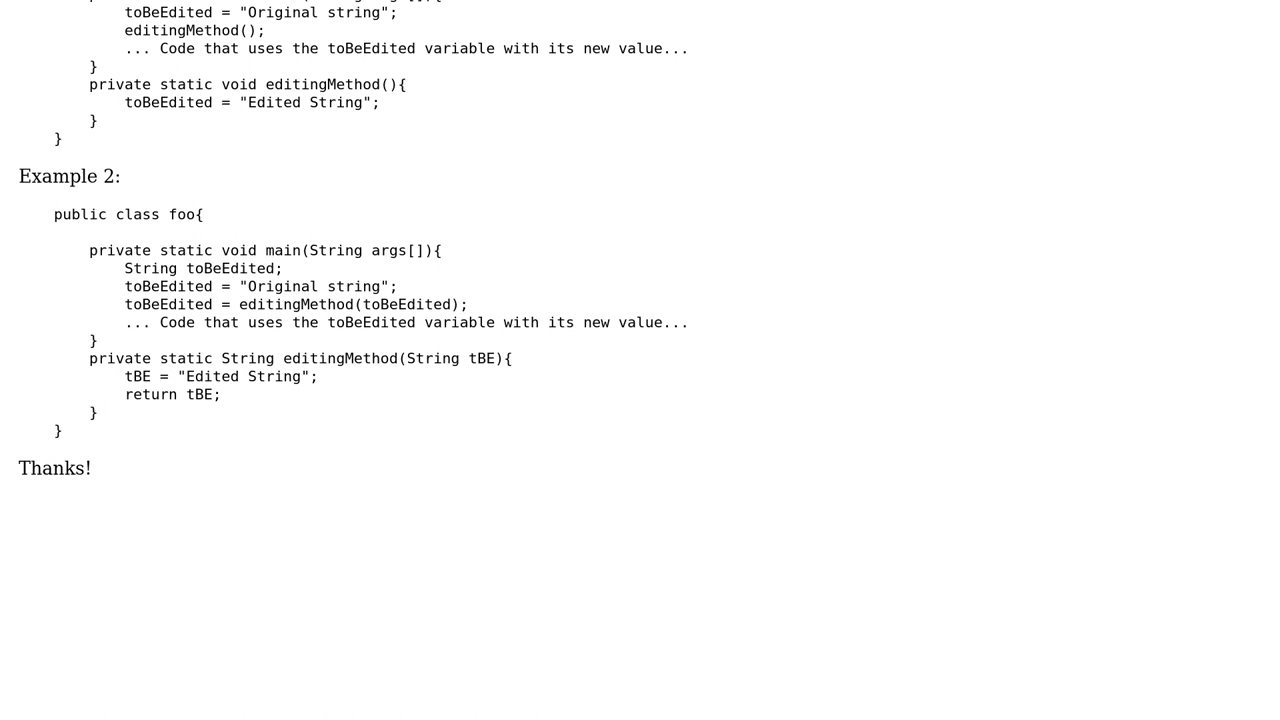 toBeEdited = "Original string";
editingMethod();
... Code that uses the toBeEdited variable with its new value...
}
private static void editingMethod(){
toBeEdited = "Edited String";
}
}
Example 2:
public class foo{
private static void main(String args[]){
String toBeEdited;
toBeEdited = "Original string";
toBeEdited = editingMethod(toBeEdited);
... Code that uses the toBeEdited variable with its new value...
}
private static String editingMethod(String tBE){
tBE = "Edited String";
return tBE;
}
}
Thanks!